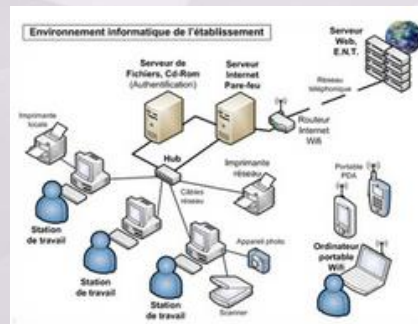 Environnement informatique de l'établissement
Serveur
Web,
E.N.T.
Serveur de
Fichiers, Cd-Rom
(Authentification)
Serveur
Internet
Pare-feu
Réseau
téléphonique
Imprimante
locale
Routeur
Internet
Wifi
Hub
Imprimante
réseau
Portable
PDA
Câbles
réseau
Station
de travail
Appareil photo
Ordinateur
portable
Wifi
Station
de travail
Station
de travail
Scanner